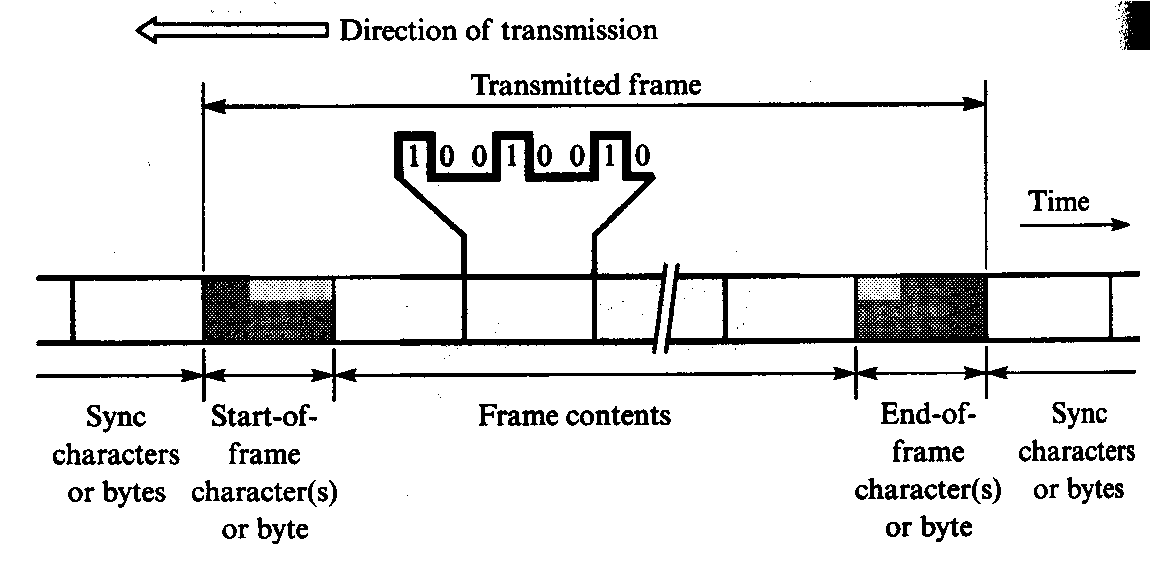 Direction of transmission
Transmitted frame
1 0 0 1 0 0 1 0
Time
Sync
characters
or bytes
Start-of-
frame
character(s)
or byte
Frame contents
End-of-
frame
character(s)
or byte
Sync
characters
or bytes